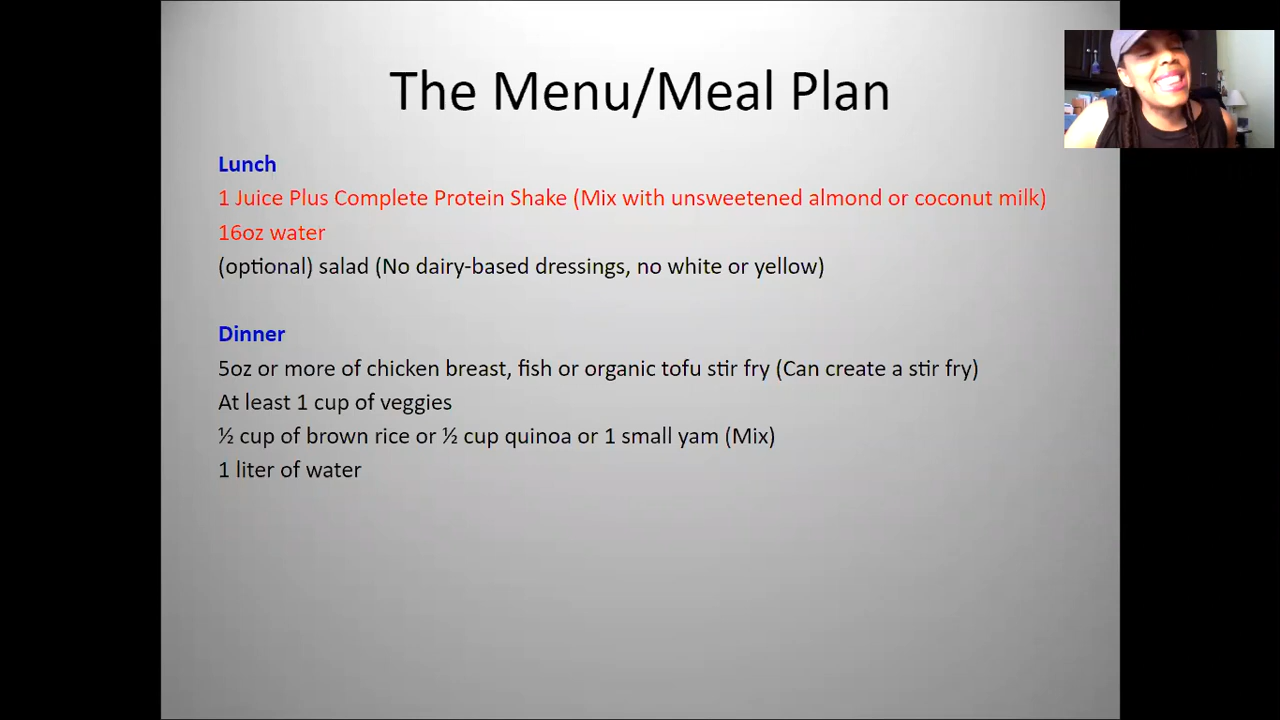 The Menu/Meal Plan
Lunch
1 Juice Plus Complete Protein Shake (Mix with unsweetened almond or coconut milk)
16oz water
(optional) salad (No dairy-based dressings, no white or yellow)
Dinner
5oz or more of chicken breast, fish or organic tofu stir fry (Can create a stir fry)
At least 1 cup of veggies
½ cup of brown rice or ½ cup quinoa or 1 small yam (Mix)
1 liter of water